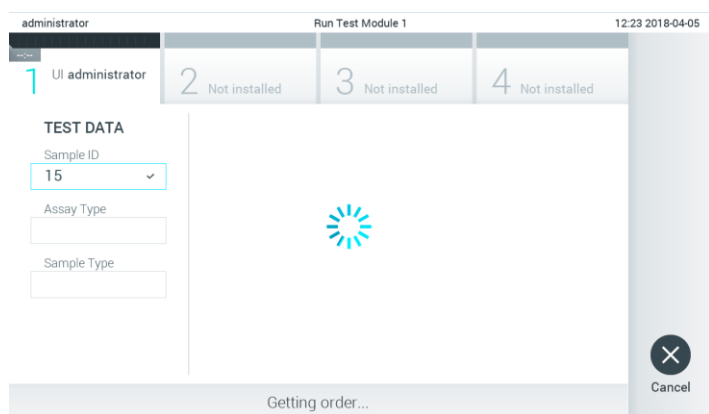 administrator Run Test Module 1 12:23 2018-04-05
--:--
1 UI administrator 2 Not installed 3 Not installed 4 Not installed
TEST DATA
Sample ID
15
Assay Type
Sample Type
Cancel
Getting order...